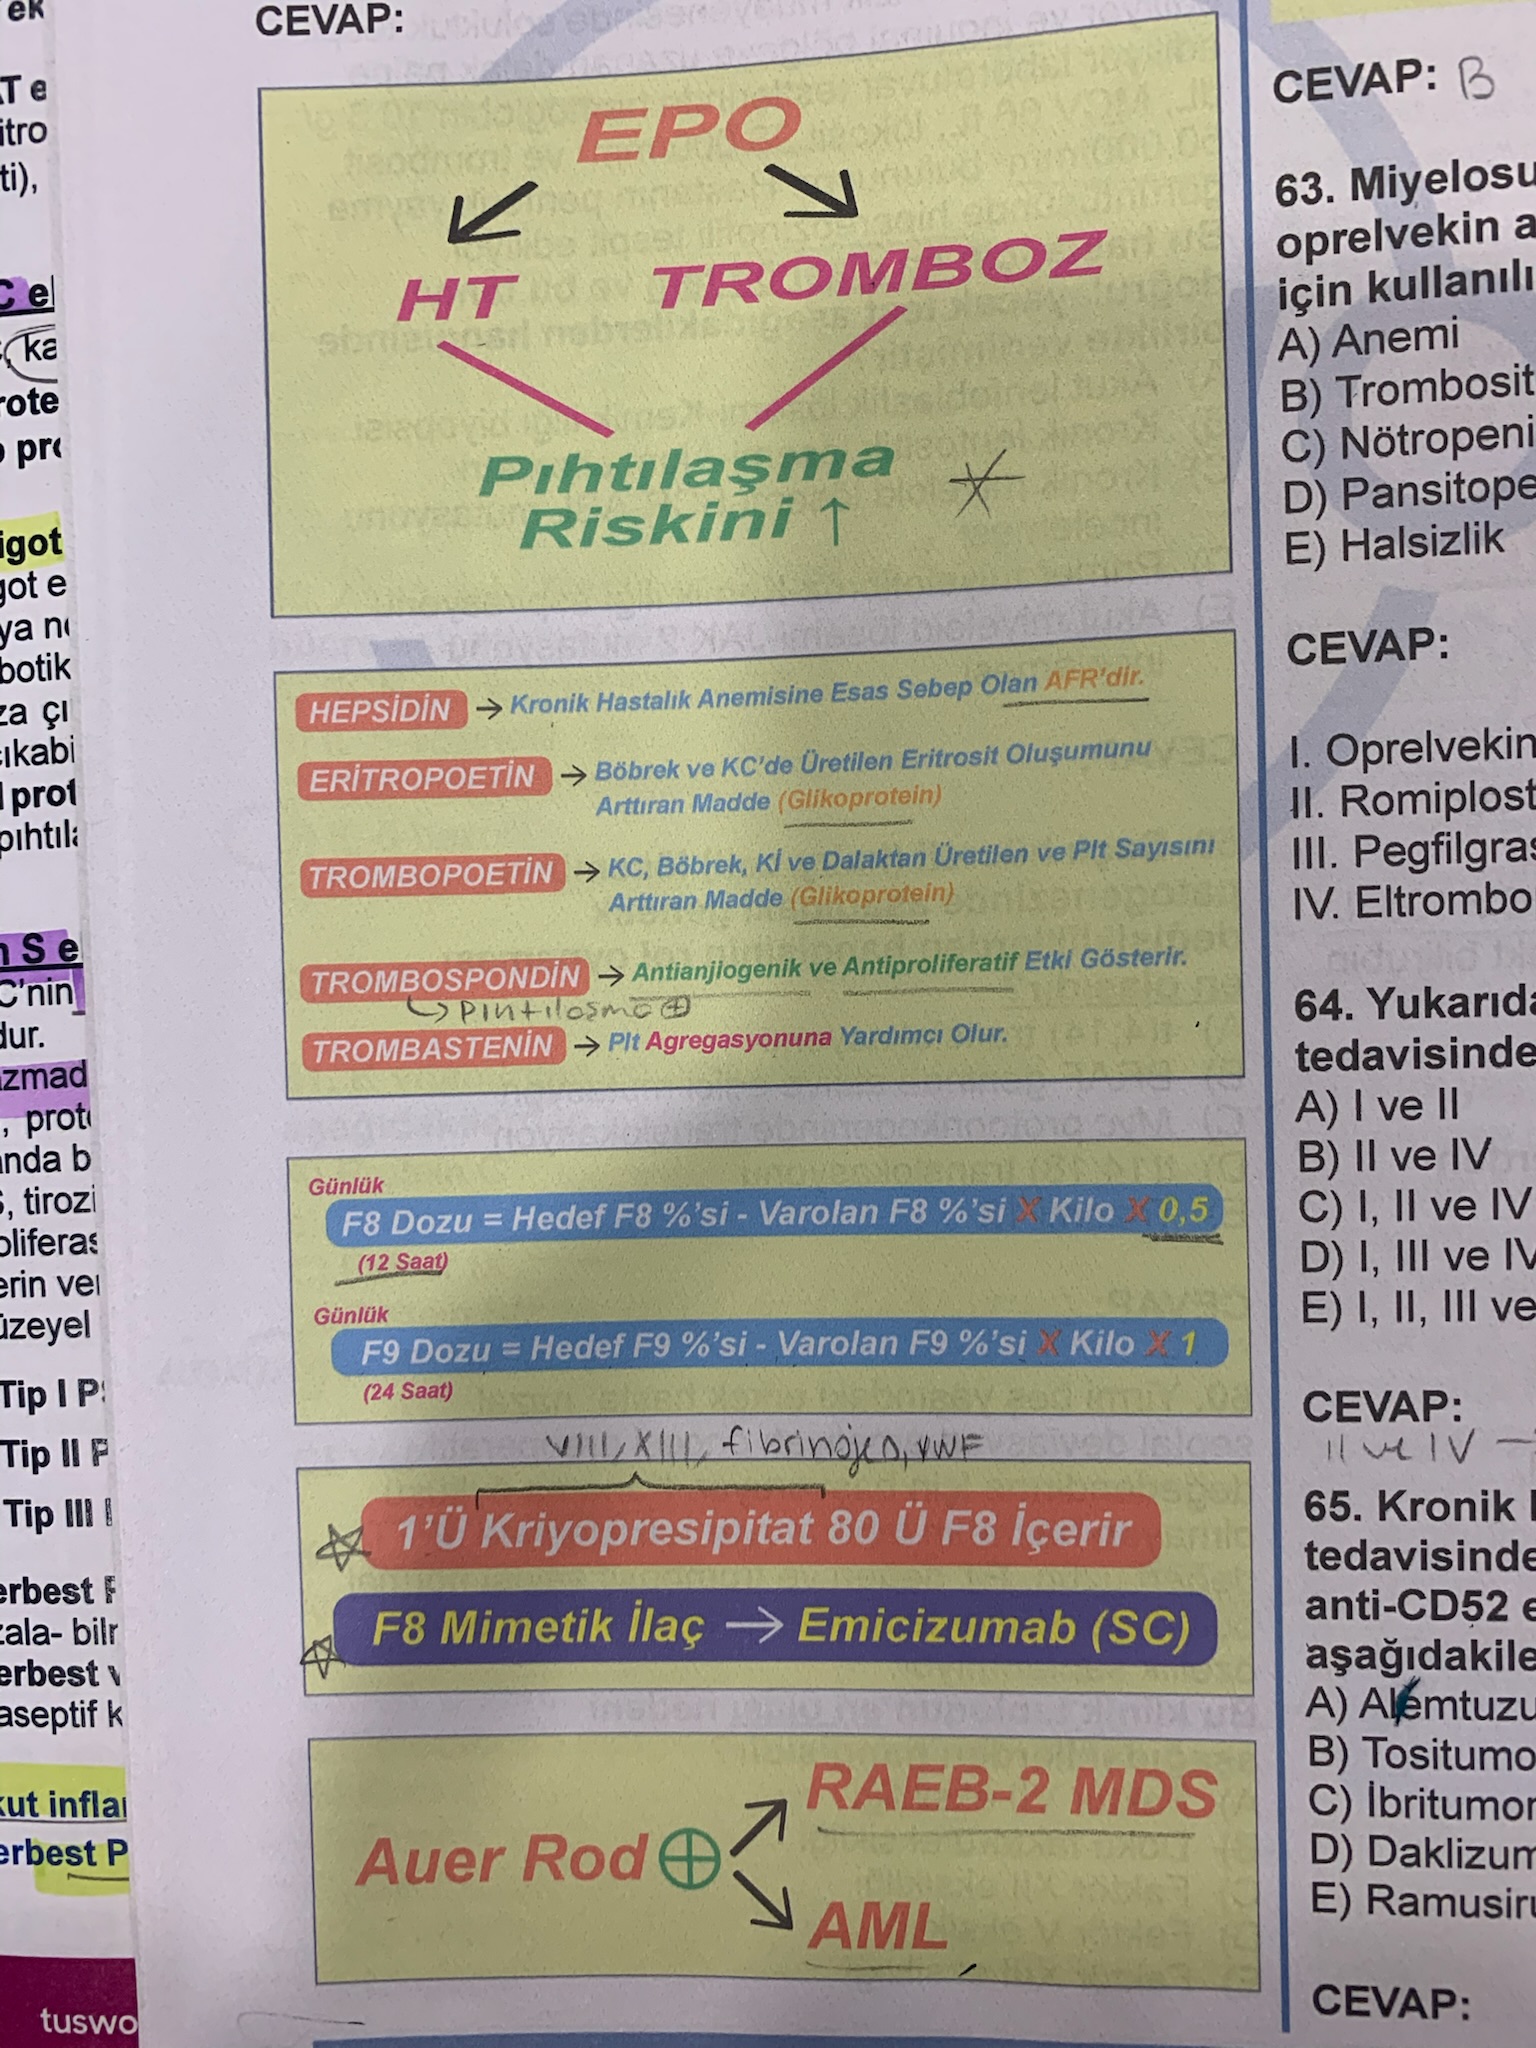 CEVAP:
EPO
HT TROMBOZ
Pıhtılaşma
Riskini ↑
HEPSİDİN → Kronik Hastalık Anemisine Esas Sebep Olan AFR'dir.
ERİTROPOETİN → Böbrek ve KC'de Üretilen Eritrosit Oluşumunu
Arttıran Madde (Glikoprotein)
TROMBOPOETİN → KC, Böbrek, Kİ ve Dalaktan Üretilen ve Plt Sayısını
Arttıran Madde (Glikoprotein)
TROMBOSPONDİN → Antianjiogenik ve Antiproliferatif Etki Gösterir.
↳ pıhtılaşma ⊕
TROMBASTENİN → Plt Agregasyonuna Yardımcı Olur.
Günlük
F8 Dozu = Hedef F8 %'si - Varolan F8 %'si X Kilo X 0,5
(12 Saat)
Günlük
F9 Dozu = Hedef F9 %'si - Varolan F9 %'si X Kilo X 1
(24 Saat)
VIII, XIII, fibrinojen, vWF
1'Ü Kriyopresipitat 80 Ü F8 İçerir
F8 Mimetik İlaç → Emicizumab (SC)
Auer Rod ⊕
RAEB-2 MDS
AML
CEVAP: B
63. Miyelosu
oprelvekin a
için kullanılı
A) Anemi
B) Trombosit
C) Nötropeni
D) Pansitope
E) Halsizlik
CEVAP:
I. Oprelvekin
II. Romiplost
III. Pegfilgras
IV. Eltrombo
64. Yukarıda
tedavisinde
A) I ve II
B) II ve IV
C) I, II ve IV
D) I, III ve IV
E) I, II, III ve
CEVAP:
II ve IV
65. Kronik
tedavisinde
anti-CD52 e
aşağıdakile
A) Alemtuzu
B) Tositumo
C) İbritumor
D) Daklizum
E) Ramusiru
CEVAP:
ek
T e
itro
ti),
C el
ka
rote
pro
igot
got e
ya n
botik
za çı
çıkabi
prot
pıhtıla
n S e
C'nin
dur.
azmad
, prot
anda b
, tirozi
oliferas
erin ve
üzeyel
Tip I P
Tip II P
Tip III
erbest
zala- bilr
erbest v
aseptif k
kut infla
erbest P
tuswo